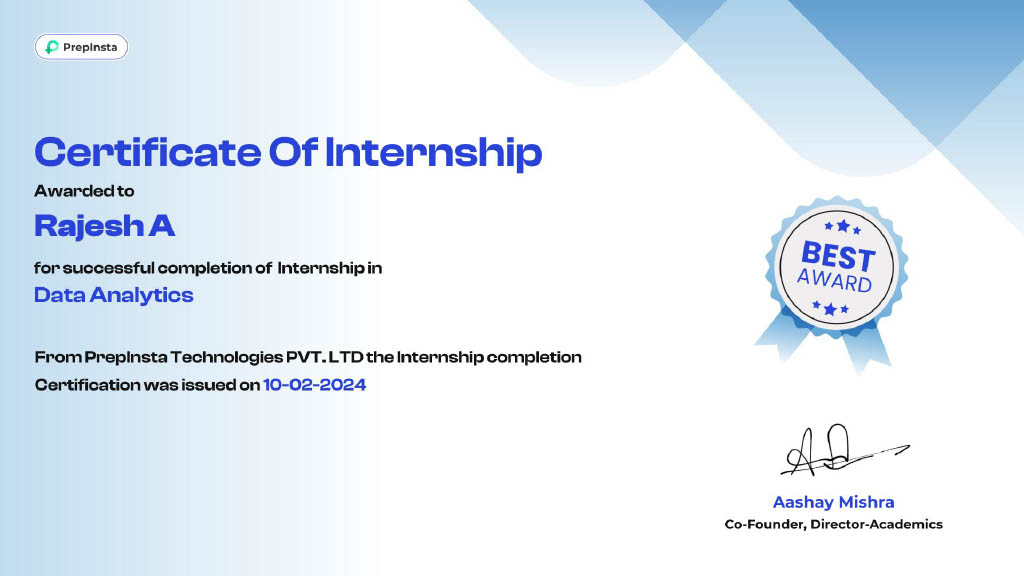 PrepInsta
Certificate Of Internship
Awarded to
Rajesh A
for successful completion of Internship in
Data Analytics
From PrepInsta Technologies PVT. LTD the Internship completion
Certification was issued on 10-02-2024
BEST
AWARD
Aashay Mishra
Co-Founder, Director-Academics